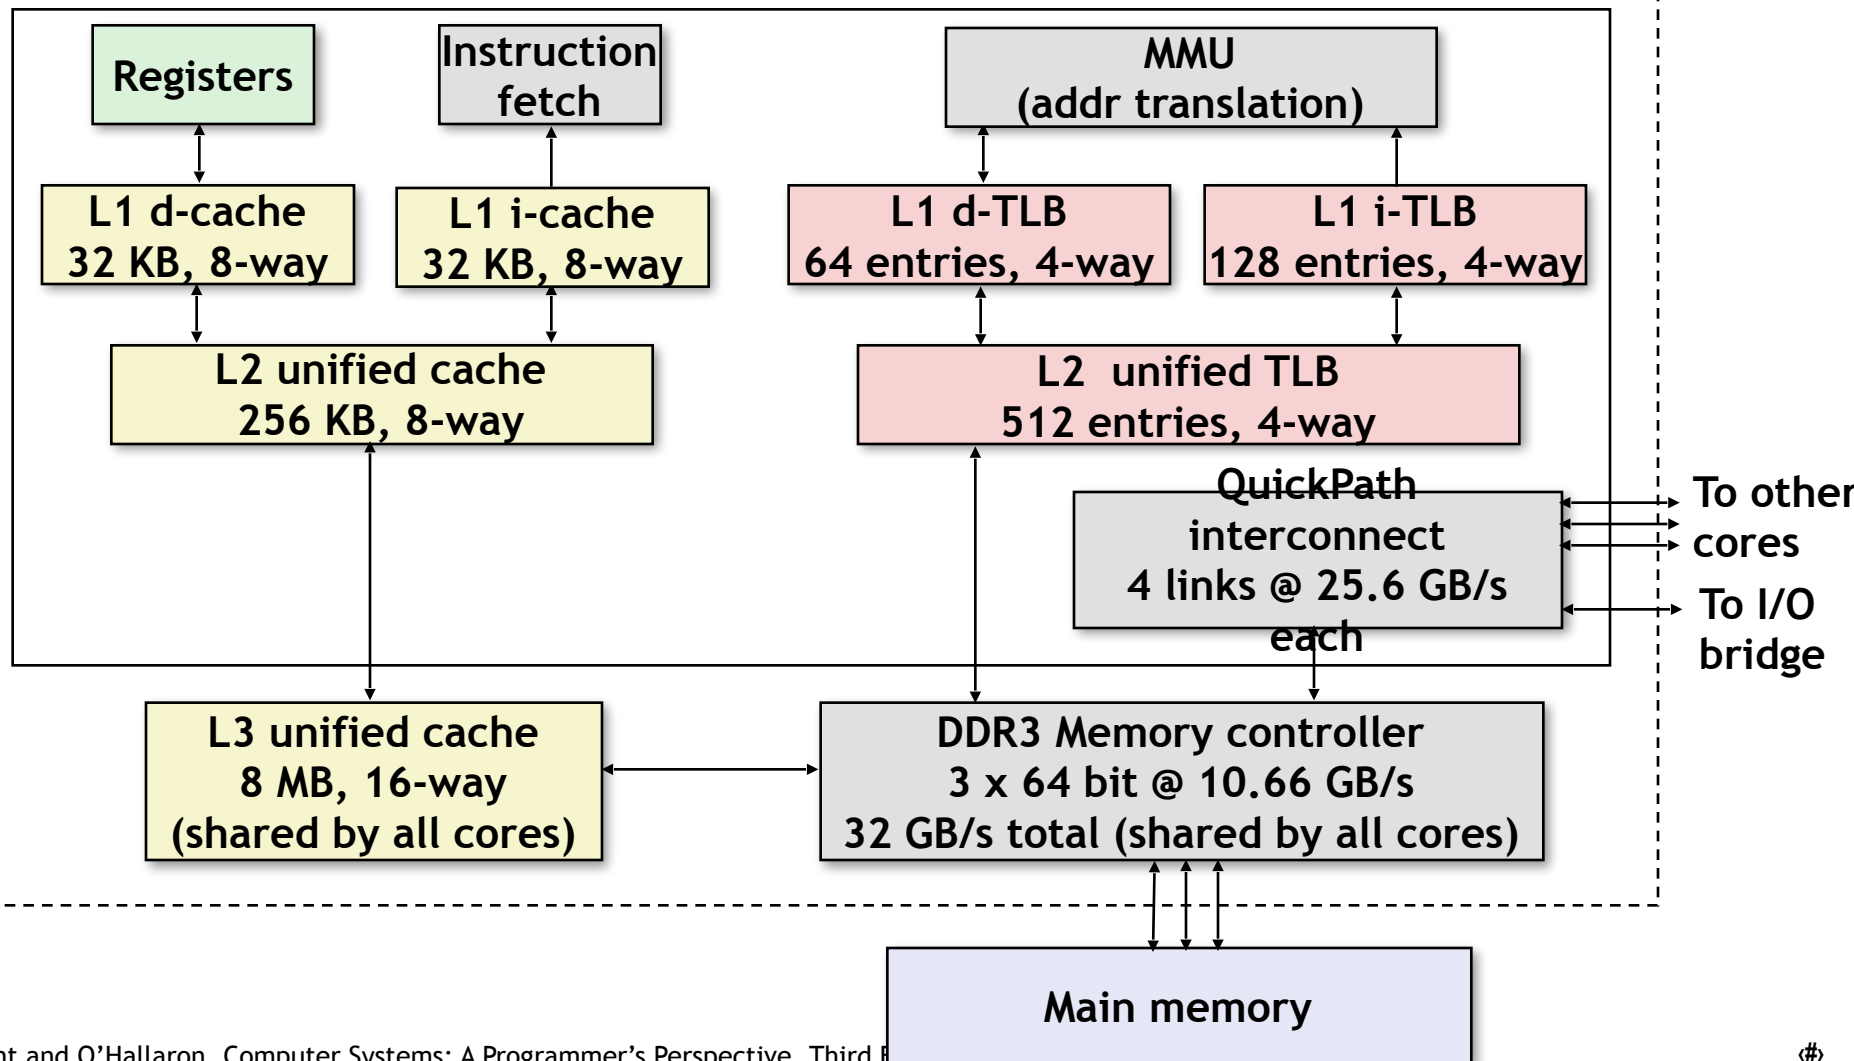 Registers
Instruction
fetch
MMU
(addr translation)
L1 d-cache
32 KB, 8-way
L1 i-cache
32 KB, 8-way
L1 d-TLB
64 entries, 4-way
L1 i-TLB
128 entries, 4-way
L2 unified cache
256 KB, 8-way
L2  unified TLB
512 entries, 4-way
QuickPath
interconnect
4 links @ 25.6 GB/s
each
To other
cores
To I/O
bridge
L3 unified cache
8 MB, 16-way
(shared by all cores)
DDR3 Memory controller
3 x 64 bit @ 10.66 GB/s
32 GB/s total (shared by all cores)
Main memory
and O’Hallaron, Computer Systems: A Programmer’s Perspective, Third
‹#›